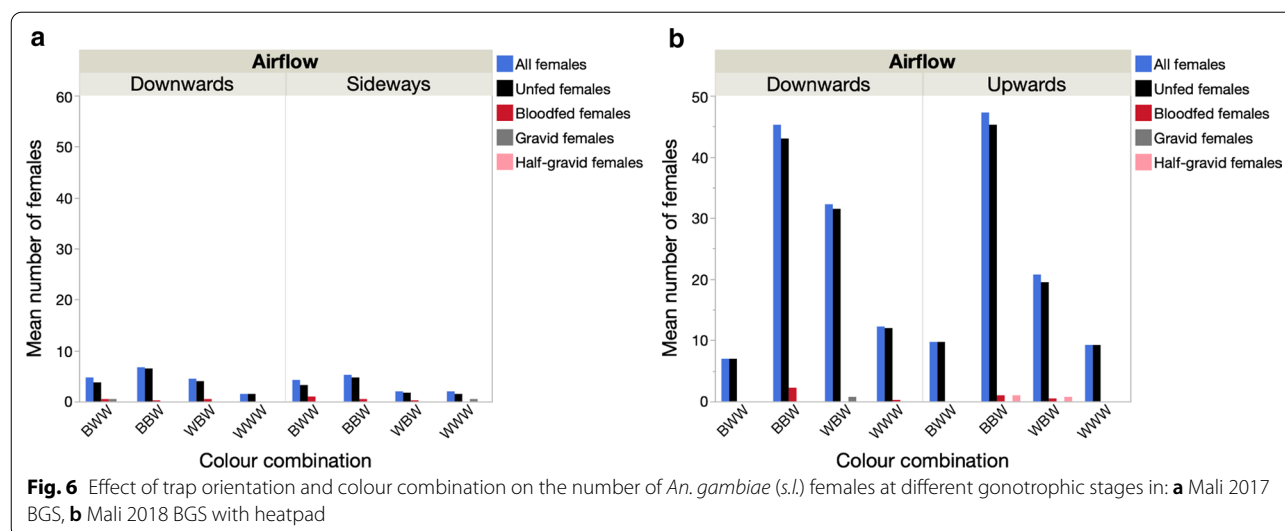 a
Airflow
Downwards Sideways
All females
Unfed females
Bloodfed females
Gravid females
Half-gravid females
Mean number of females
60
50
40
30
20
10
0
BWW BBW WBW WWW BWW BBW WBW WWW
Colour combination
b
Airflow
Downwards Upwards
All females
Unfed females
Bloodfed females
Gravid females
Half-gravid females
Mean number of females
50
40
30
20
10
0
BWW BBW WBW WWW BWW BBW WBW WWW
Colour combination
Fig. 6 Effect of trap orientation and colour combination on the number of An. gambiae (s.l.) females at different gonotrophic stages in: a Mali 2017
BGS, b Mali 2018 BGS with heatpad